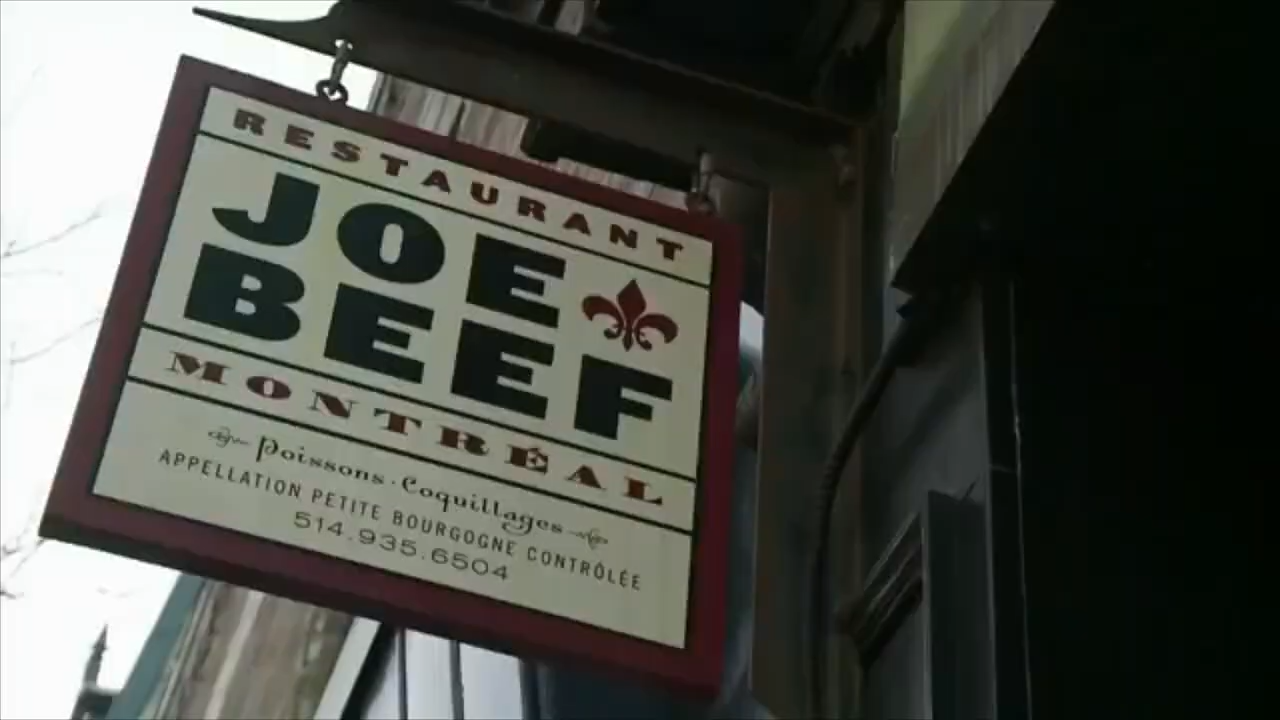 RESTAURANT
JOE
BEEF
MONTRÉAL
Poissons · Coquillages
APPELLATION PETITE BOURGOGNE CONTRÔLÉE
514.935.6504